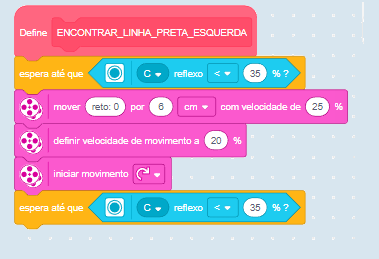 Define ENCONTRAR_LINHA_PRETA_ESQUERDA
espera até que C reflexo < 35 % ?
mover reto: 0 por 6 cm com velocidade de 25 %
definir velocidade de movimento a 20 %
iniciar movimento
espera até que C reflexo < 35 % ?